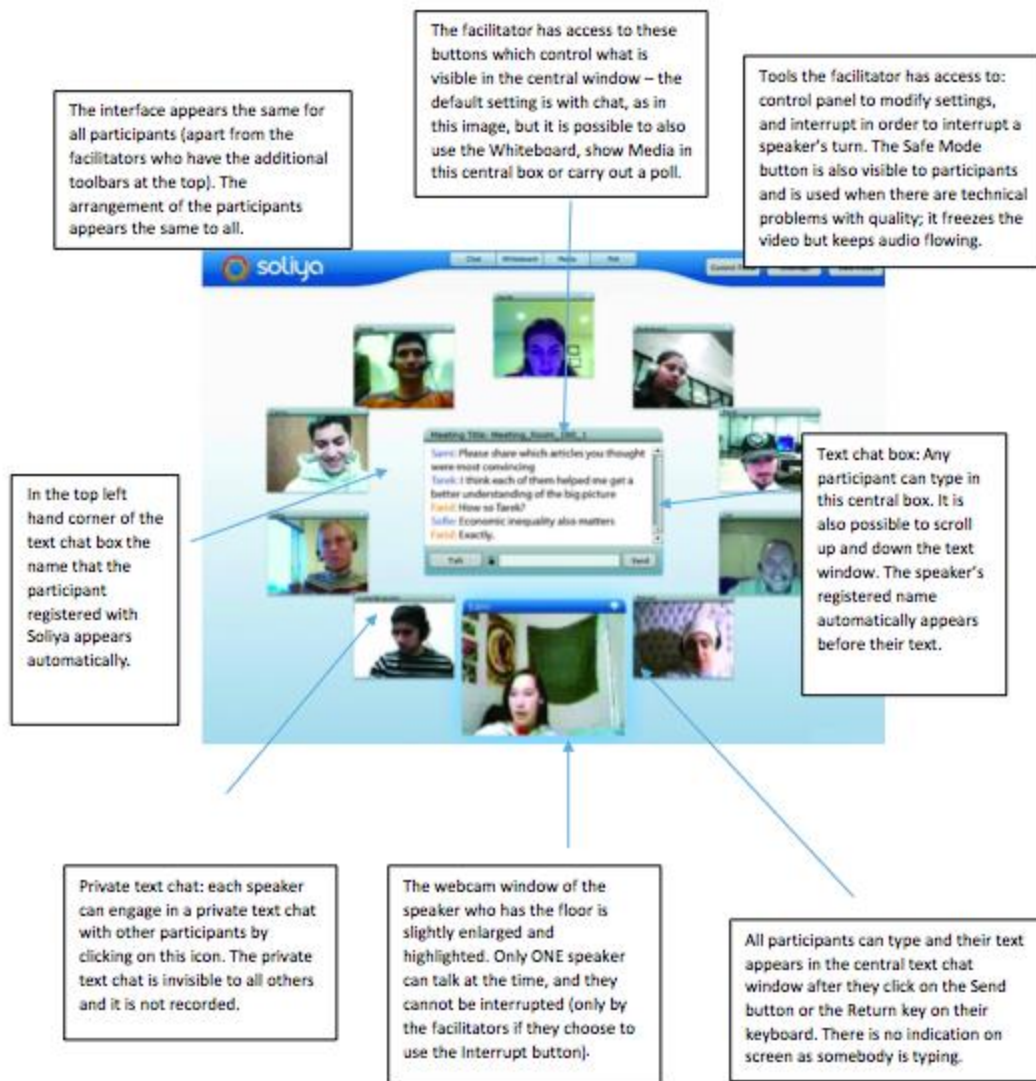 The facilitator has access to these
buttons which control what is
visible in the central window – the
default setting is with chat, as in
this image, but it is possible to also
use the Whiteboard, show Media in
this central box or carry out a poll.
Tools the facilitator has access to:
control panel to modify settings,
and interrupt in order to interrupt a
speaker's turn. The Safe Mode
button is also visible to participants
and is used when there are technical
problems with quality; it freezes the
video but keeps audio flowing.
The interface appears the same for
all participants (apart from the
facilitators who have the additional
toolbars at the top). The
arrangement of the participants
appears the same to all.
soliya
Chat Whiteboard Media Poll
Meeting Title: Meeting_Room_
Sami: Please share which articles you thought
were most convincing
Tarek: I think each of them helped me get a
better understanding of the big picture
Farid: How so Tarek?
Sofie: Economic inequality also matters
Farid: Exactly.
Talk Send
In the top left
hand corner of the
text chat box the
name that the
participant
registered with
Soliya appears
automatically.
Text chat box: Any
participant can type in
this central box. It is
also possible to scroll
up and down the text
window. The speaker's
registered name
automatically appears
before their text.
Private text chat: each speaker
can engage in a private text chat
with other participants by
clicking on this icon. The private
text chat is invisible to all others
and it is not recorded.
The webcam window of the
speaker who has the floor is
slightly enlarged and
highlighted. Only ONE speaker
can talk at the time, and they
cannot be interrupted (only by
the facilitators if they choose to
use the Interrupt button).
All participants can type and their text
appears in the central text chat
window after they click on the Send
button or the Return key on their
keyboard. There is no indication on
screen as somebody is typing.